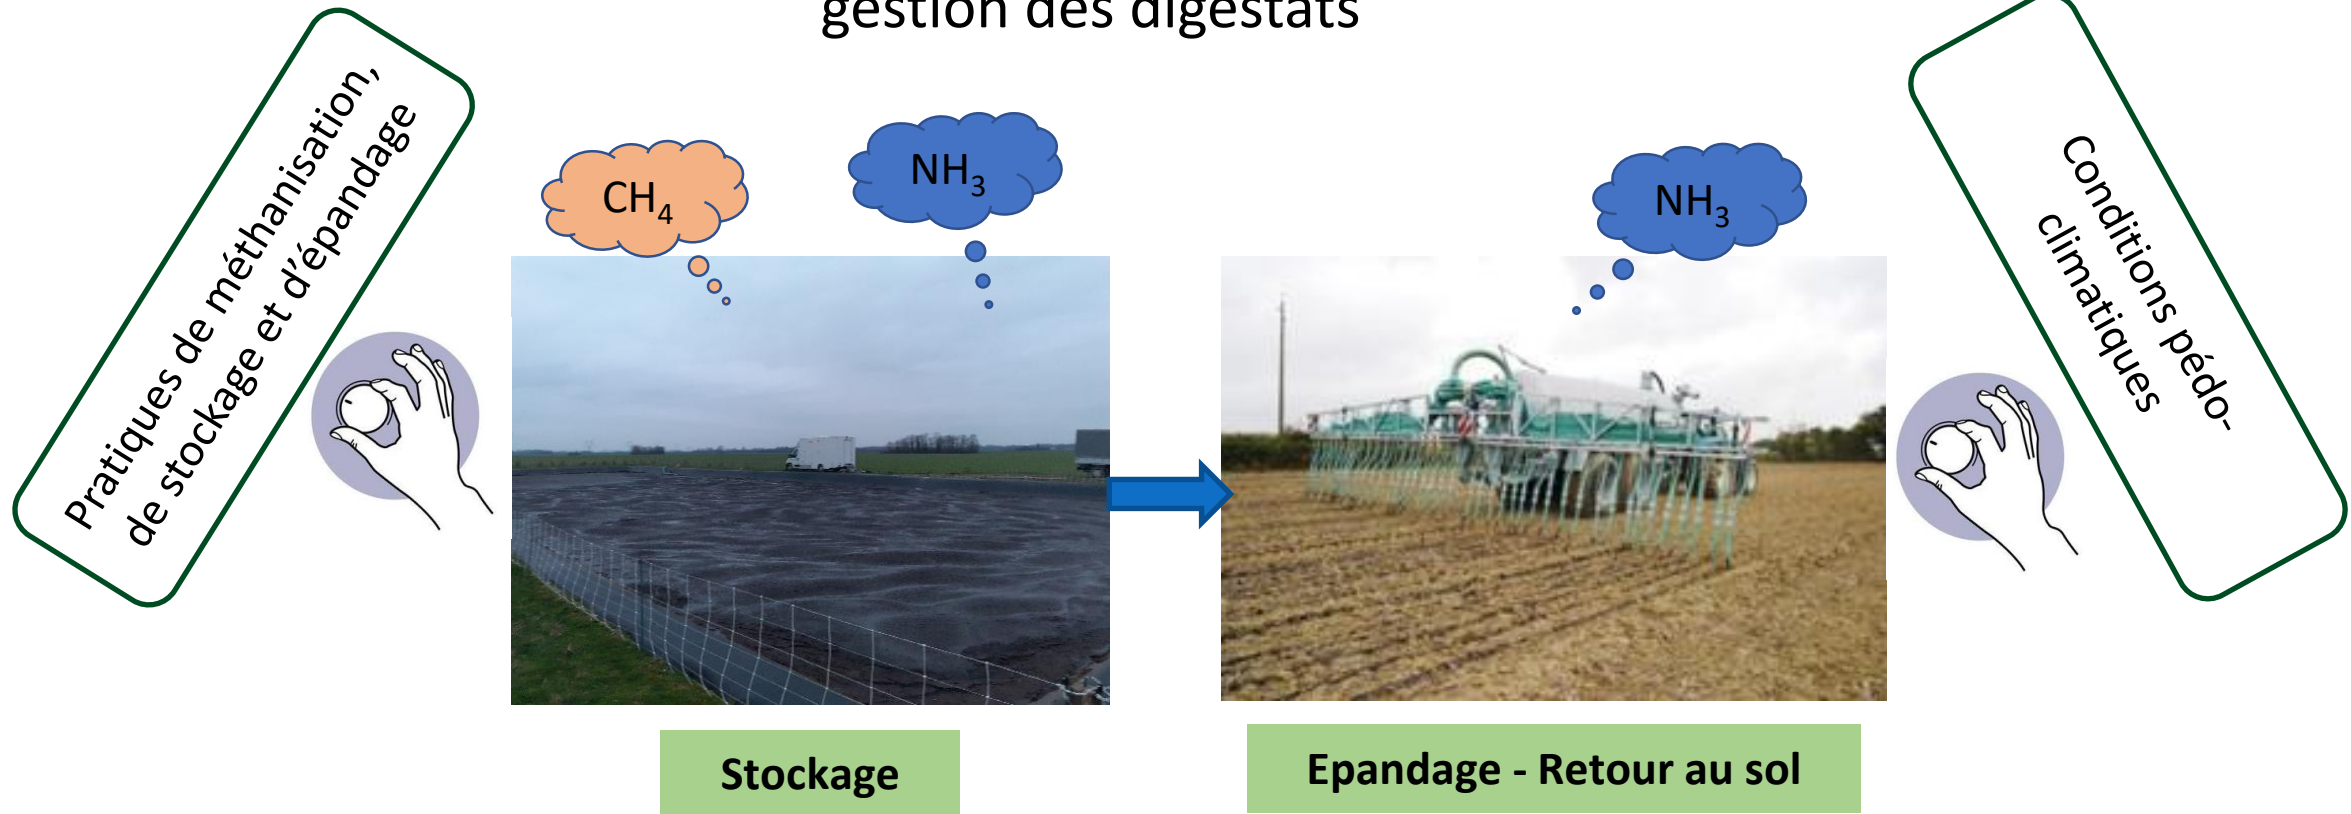 gestion des digestats
Pratiques de méthanisation,
de stockage et d'épandage
CH₄
NH₃
NH₃
Conditions pédo-
climatiques
Stockage
Epandage - Retour au sol